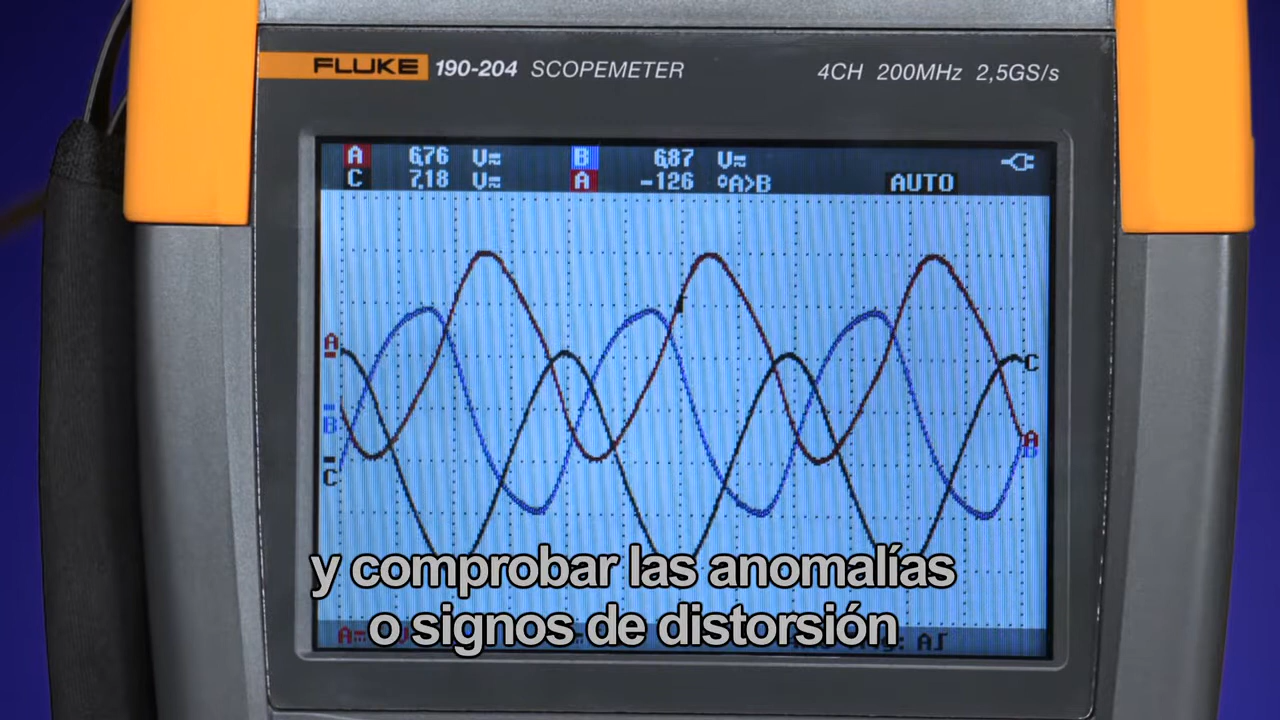 FLUKE 190-204 SCOPEMETER 4CH 200MHz 2,5GS/s
A 6,76 V B 6,87 V
C 7,18 V A -126 °A>B AUTO
A
B
C
C
A
B
y comprobar las anomalías
o signos de distorsión